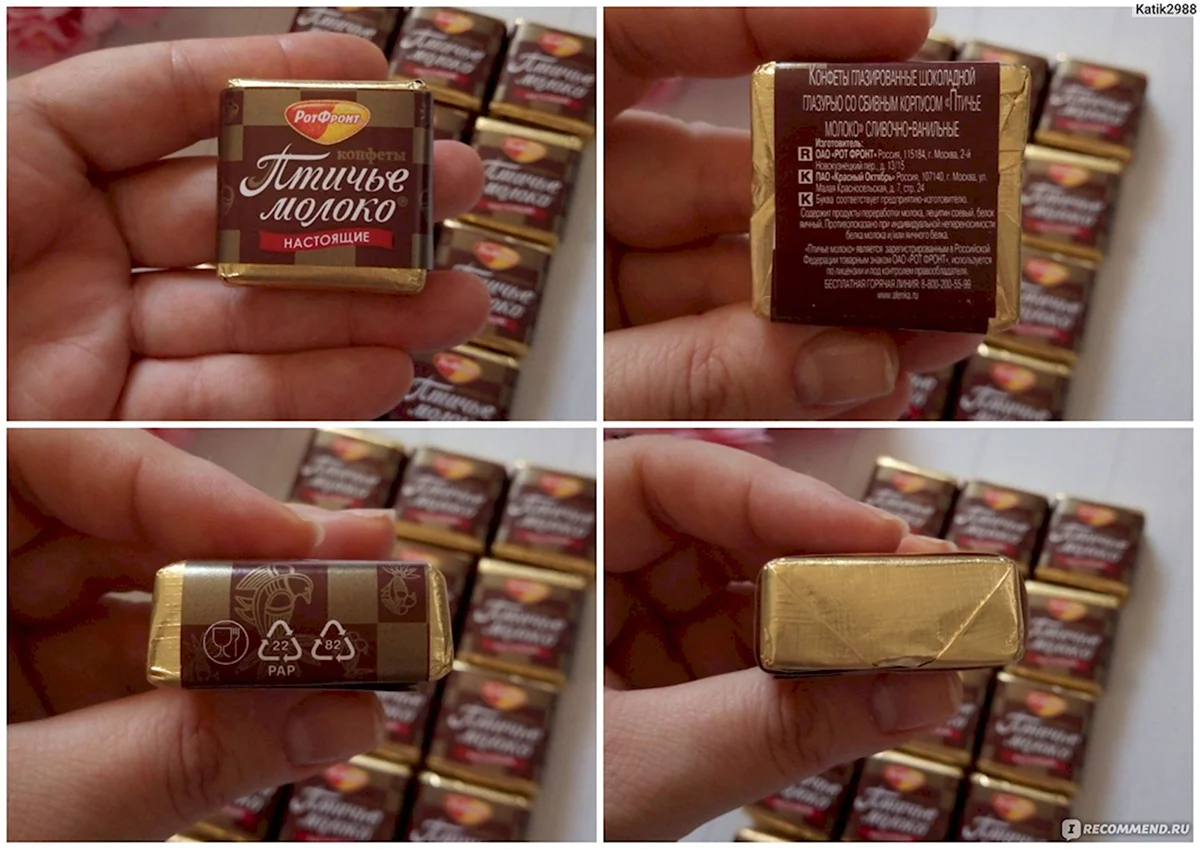 Katik2988
РОТ ФРОНТ
конфеты
Птичье
молоко®
НАСТОЯЩИЕ
КОНФЕТЫ ГЛАЗИРОВАННЫЕ ШОКОЛАДНОЙ
ГЛАЗУРЬЮ СО СБИВНЫМ КОРПУСОМ «ПТИЧЬЕ
МОЛОКО» СЛИВОЧНО-ВАНИЛЬНЫЕ
Изготовитель:
R ОАО «РОТ ФРОНТ» Россия, 115184, г. Москва, 2-й
Новокузнецкий пер., д. 13/15
K ПАО «Красный Октябрь» Россия, 107140, г. Москва, ул.
Малая Красносельская, д. 7, стр. 24
K Буква соответствует предприятию-изготовителю.
Содержит продукты переработки молока, лецитин соевый, белок
яичный. Противопоказано при индивидуальной непереносимости
белка молока и/или яичного белка.
«Птичье молоко» является зарегистрированным в Российской
Федерации товарным знаком ОАО «РОТ ФРОНТ», используется
по лицензии и под контролем правообладателя.
БЕСПЛАТНАЯ ГОРЯЧАЯ ЛИНИЯ: 8-800-200-55-99
www.alenka.ru
22 82
PAP
IRECOMMEND.RU